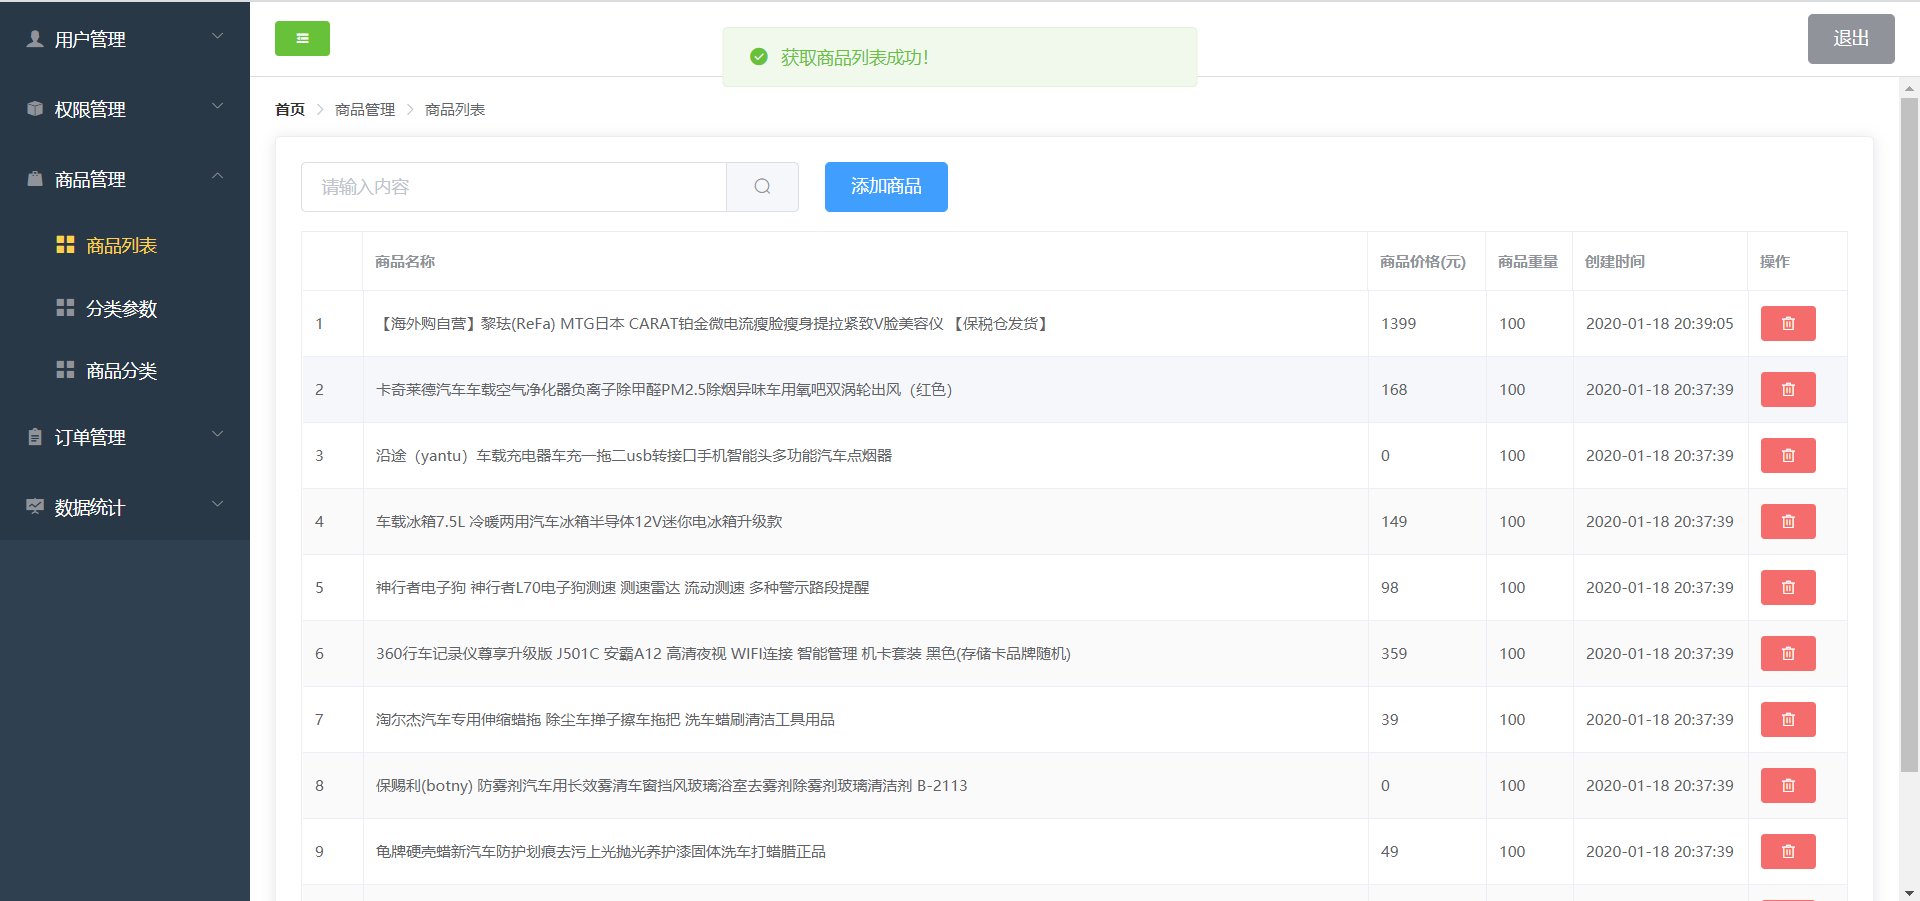 用户管理
权限管理
商品管理
商品列表
分类参数
商品分类
订单管理
数据统计
获取商品列表成功!
退出
首页 商品管理 商品列表
请输入内容
添加商品
商品名称 商品价格(元) 商品重量 创建时间 操作
1 【海外购自营】黎珐(ReFa) MTG日本 CARAT铂金微电流瘦脸瘦身提拉紧致V脸美容仪 【保税仓发货】 1399 100 2020-01-18 20:39:05
2 卡奇莱德汽车车载空气净化器负离子除甲醛PM2.5除烟异味车用氧吧双涡轮出风（红色） 168 100 2020-01-18 20:37:39
3 沿途（yantu）车载充电器车充一拖二usb转接口手机智能头多功能汽车点烟器 0 100 2020-01-18 20:37:39
4 车载冰箱7.5L 冷暖两用汽车冰箱半导体12V迷你电冰箱升级款 149 100 2020-01-18 20:37:39
5 神行者电子狗 神行者L70电子狗测速 测速雷达 流动测速 多种警示路段提醒 98 100 2020-01-18 20:37:39
6 360行车记录仪尊享升级版 J501C 安霸A12 高清夜视 WIFI连接 智能管理 机卡套装 黑色(存储卡品牌随机) 359 100 2020-01-18 20:37:39
7 淘尔杰汽车专用伸缩蜡拖 除尘车掸子擦车拖把 洗车蜡刷清洁工具用品 39 100 2020-01-18 20:37:39
8 保赐利(botny) 防雾剂汽车用长效雾清车窗挡风玻璃浴室去雾剂除雾剂玻璃清洁剂 B-2113 0 100 2020-01-18 20:37:39
9 龟牌硬壳蜡新汽车防护划痕去污上光抛光养护漆固体洗车打蜡腊正品 49 100 2020-01-18 20:37:39